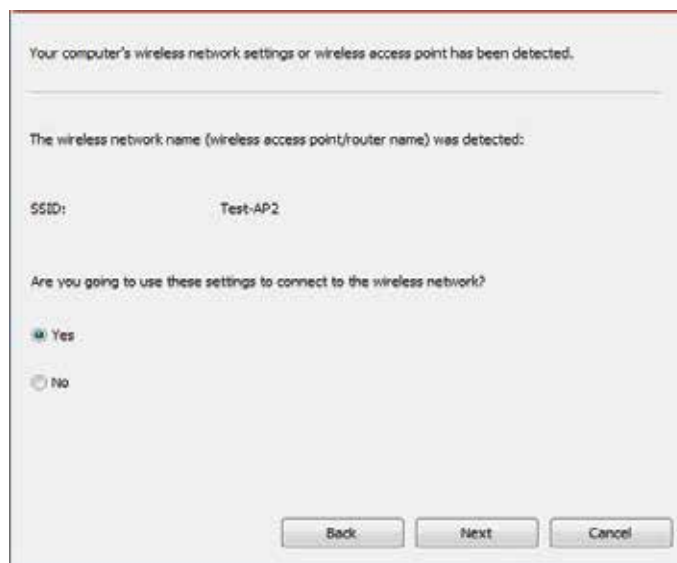 Your computer's wireless network settings or wireless access point has been detected.
The wireless network name (wireless access point/router name) was detected:
SSID: Test-AP2
Are you going to use these settings to connect to the wireless network?
Yes
No
Back Next Cancel